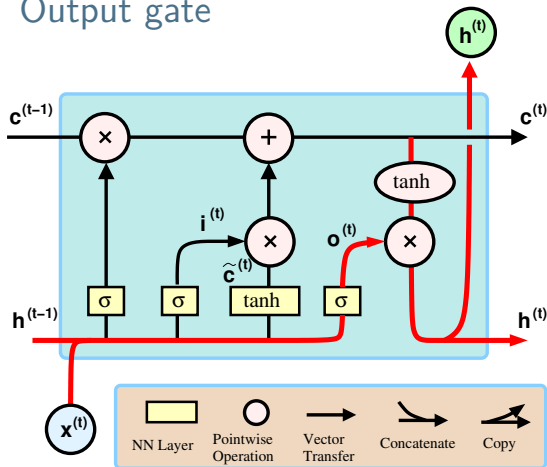 Output gate
h^(t)
c^(t-1)
c^(t)
×
+
tanh
i^(t)
×
o^(t)
×
c̃^(t)
σ
σ
tanh
σ
h^(t-1)
h^(t)
x^(t)
NN Layer
Pointwise Operation
Vector Transfer
Concatenate
Copy